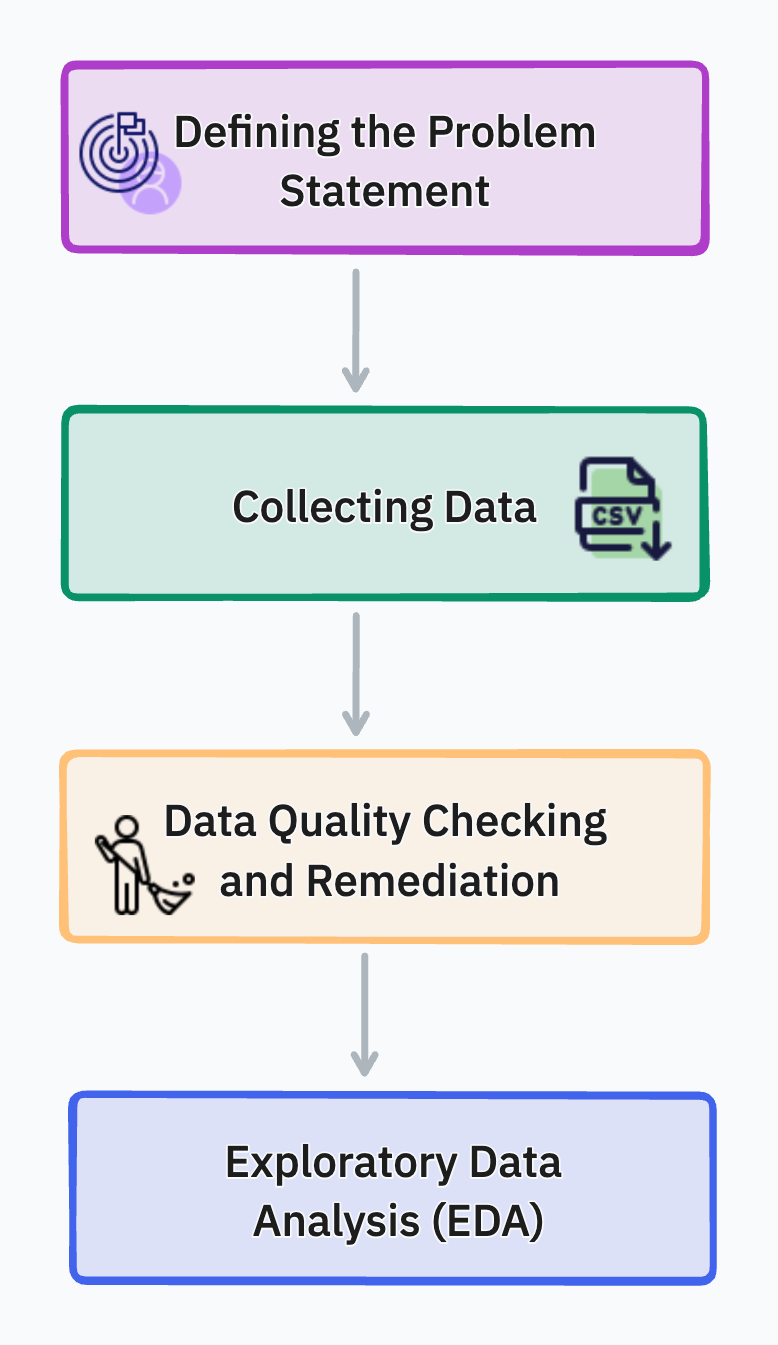 Defining the Problem
Statement
Collecting Data
CSV
Data Quality Checking
and Remediation
Exploratory Data
Analysis (EDA)